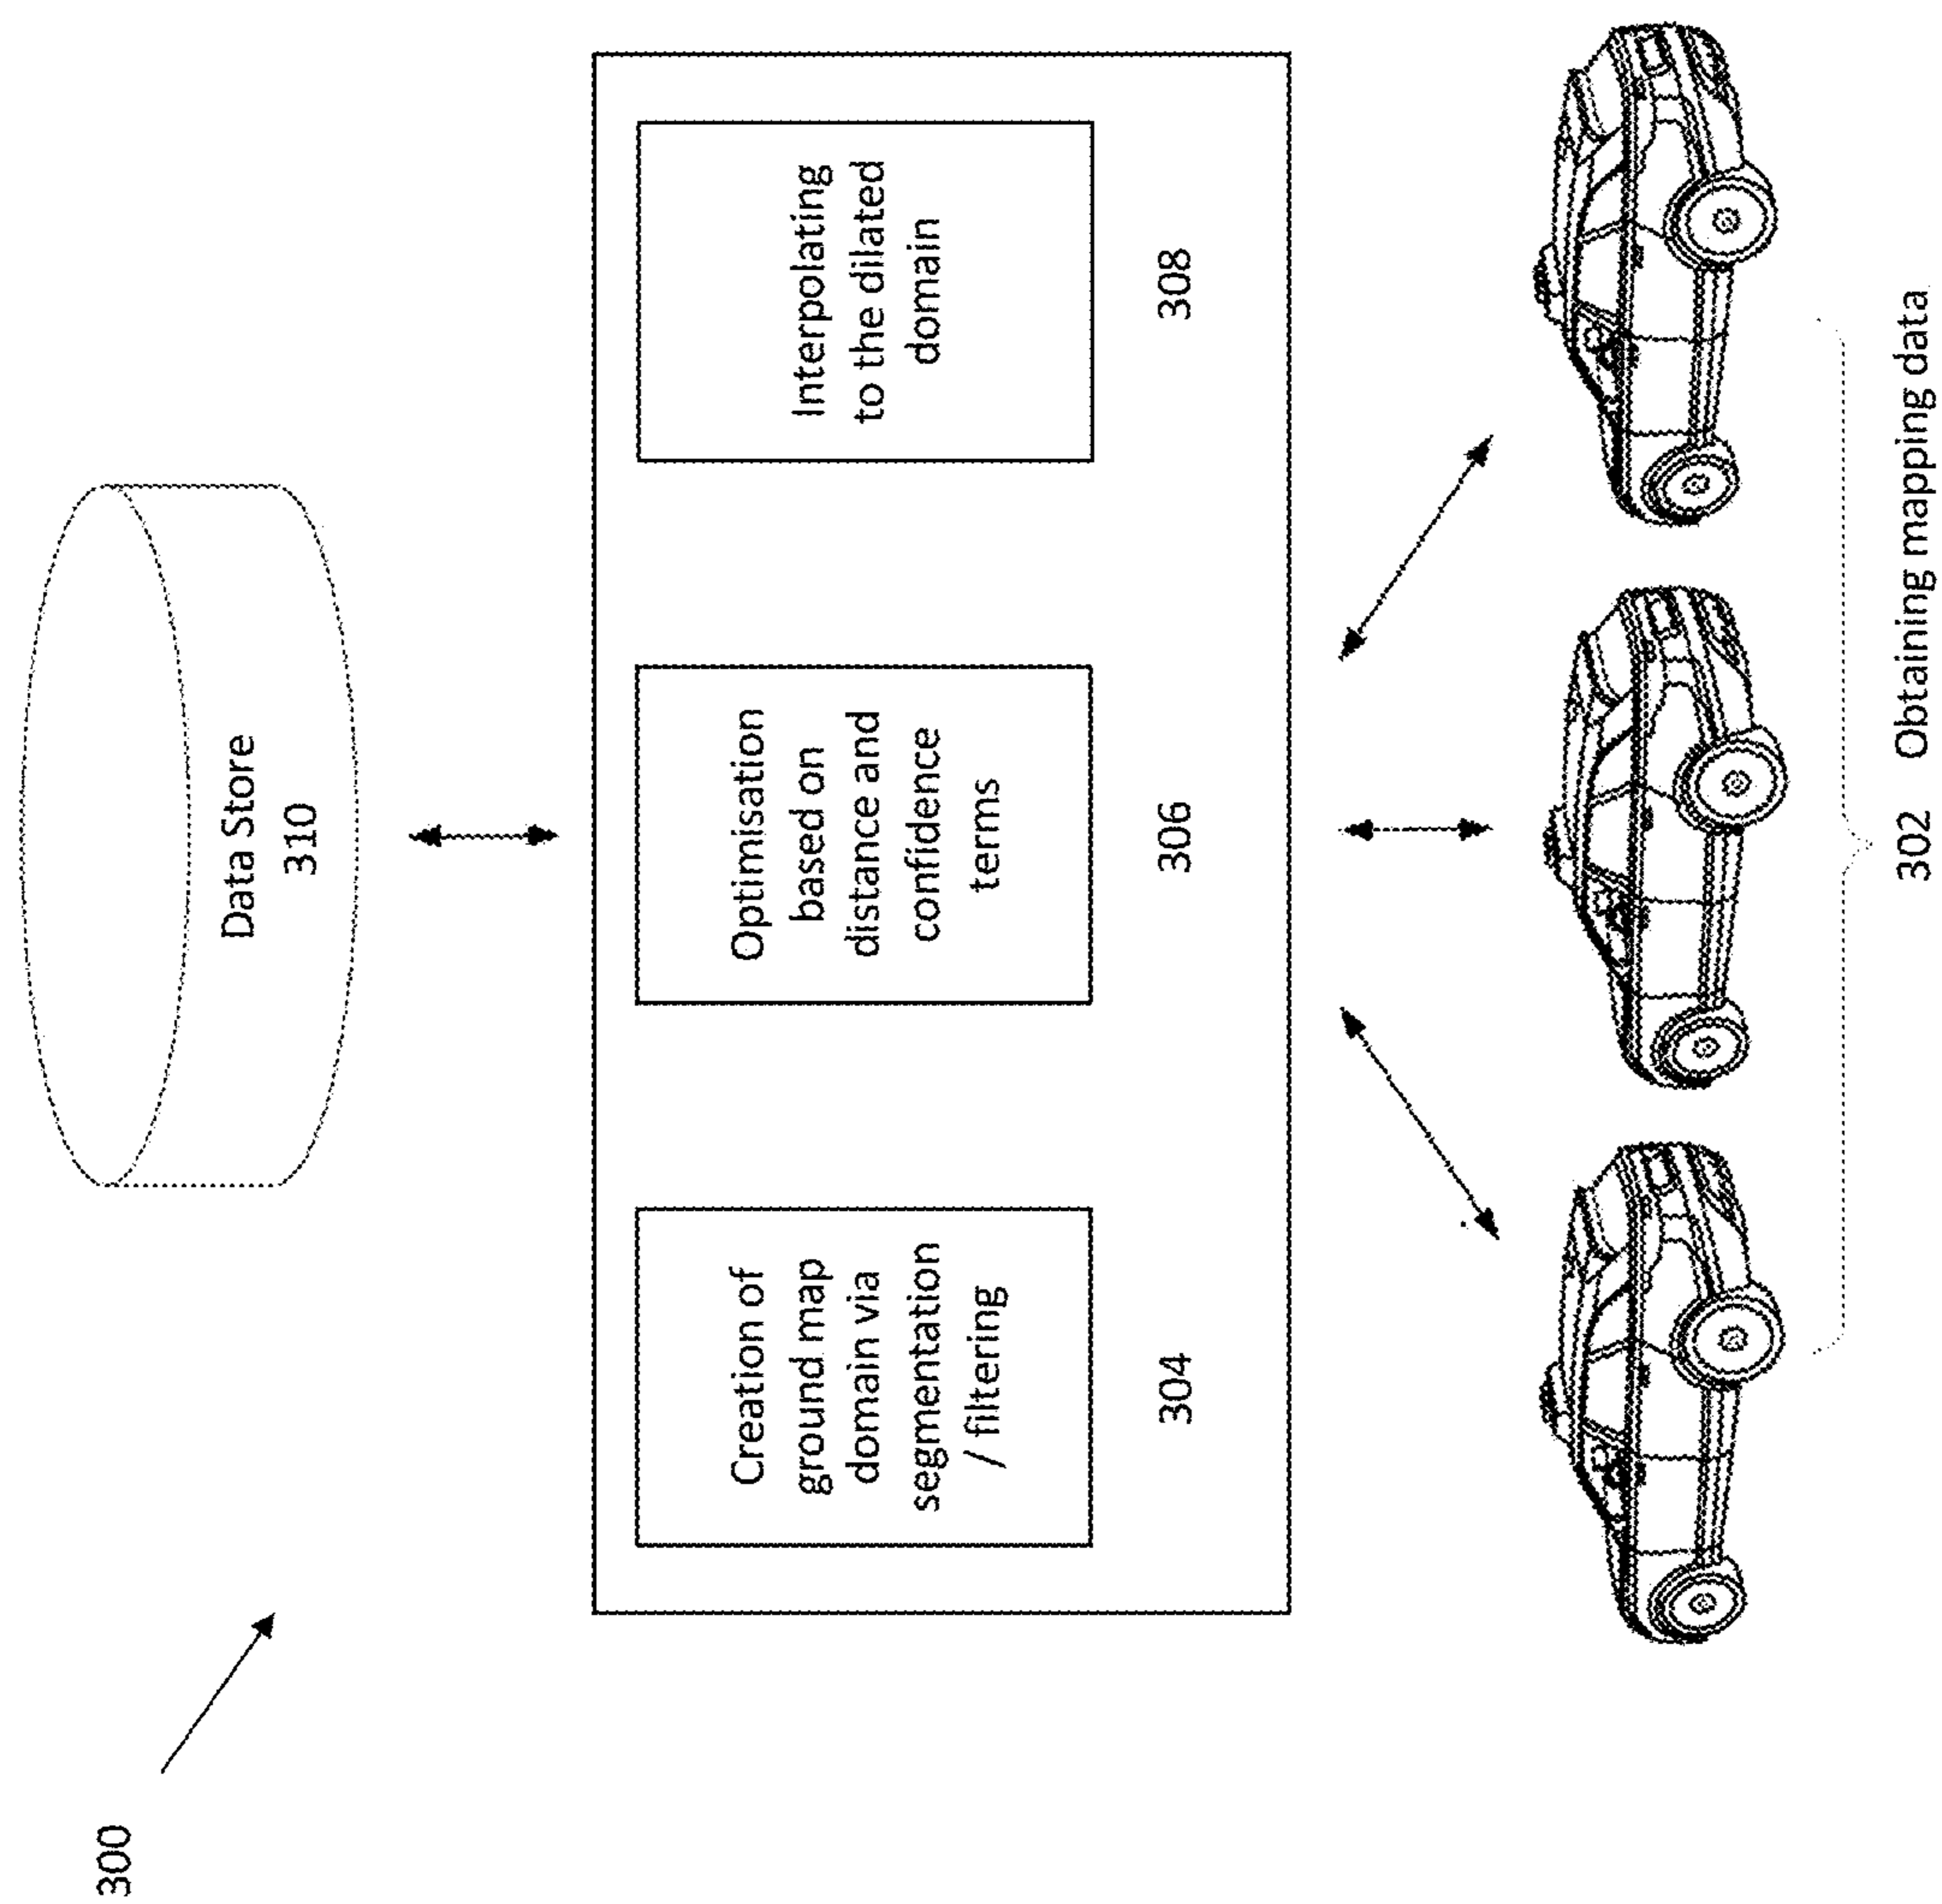 300
Data Store
310
Creation of
ground map
domain via
segmentation
/ filtering
304
Optimisation
based on
distance and
confidence
terms
306
Interpolating
to the dilated
domain
308
302 Obtaining mapping data